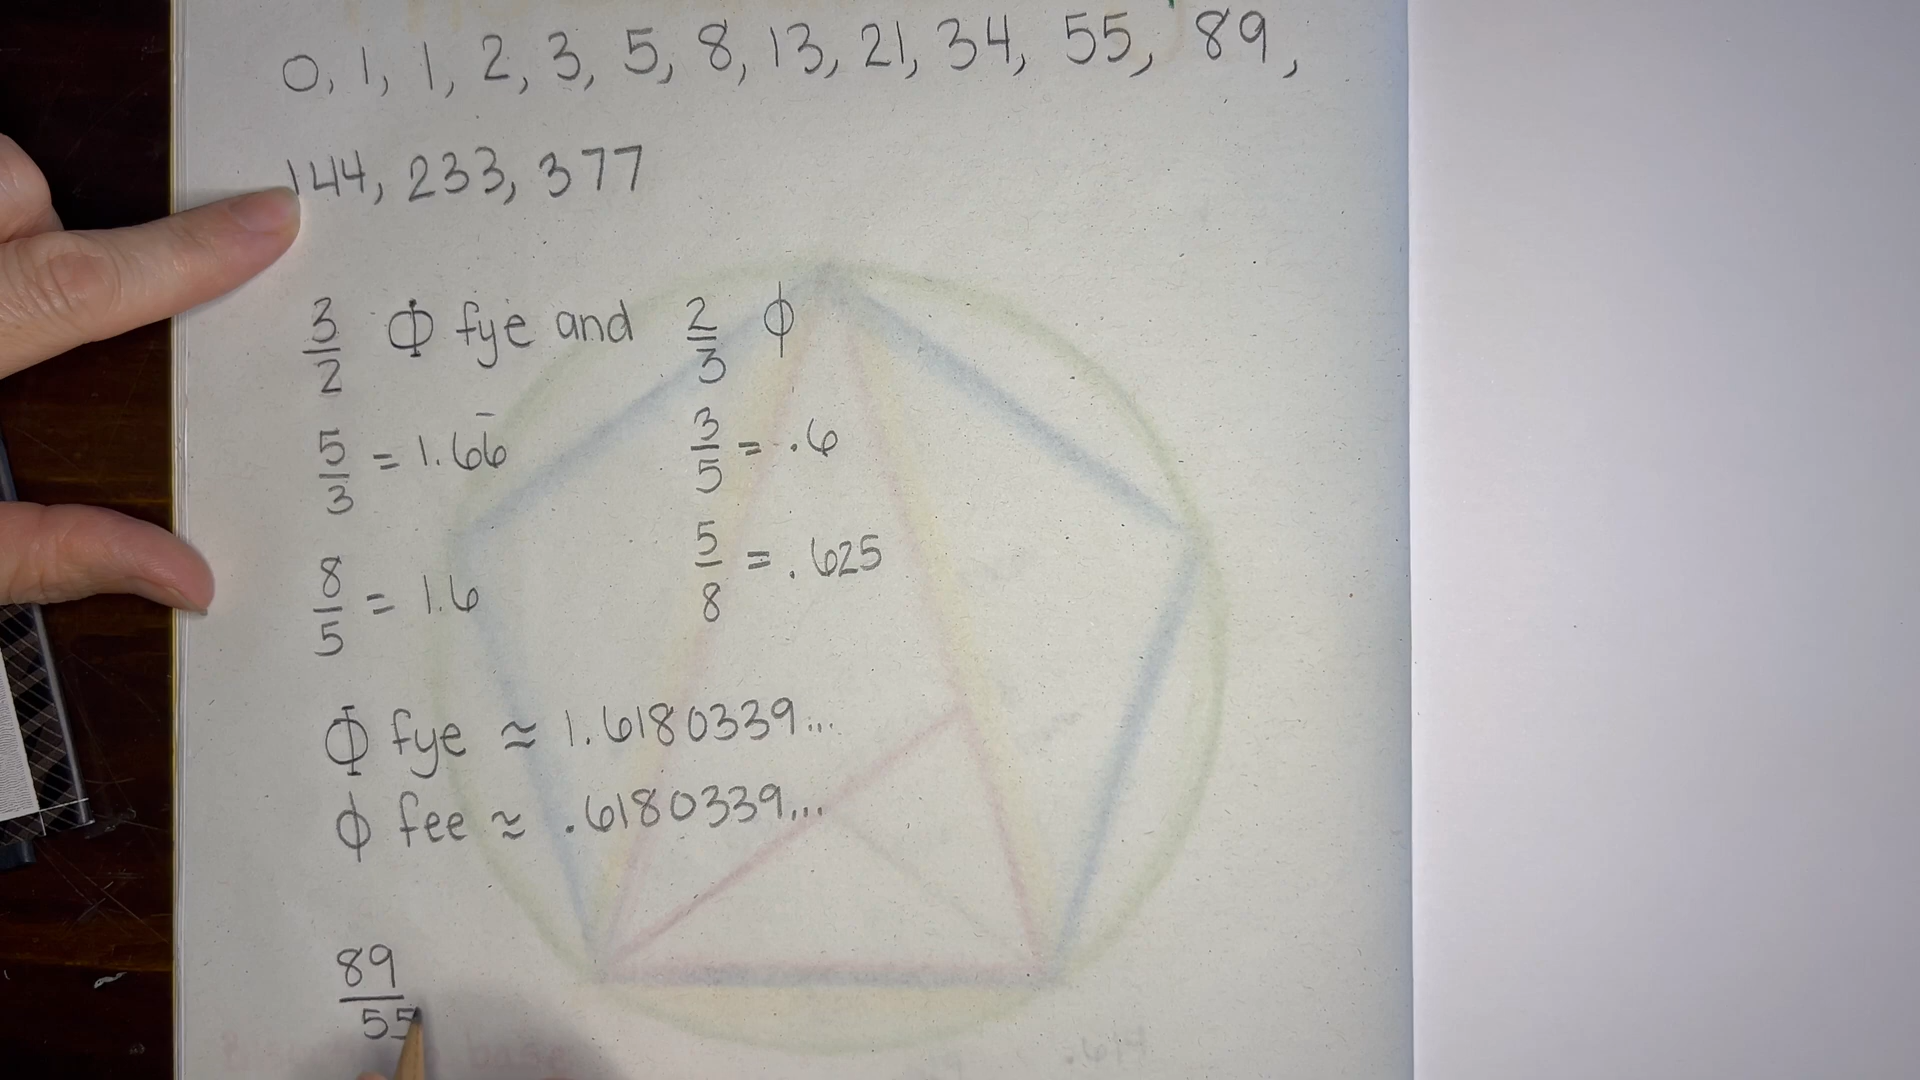 0, 1, 1, 2, 3, 5, 8, 13, 21, 34, 55, 89,
144, 233, 377
3/2 Φ fye and 2/3 ϕ
5/3 = 1.66̅ 3/5 = .6
8/5 = 1.6 5/8 = .625
Φ fye ≈ 1.6180339...
ϕ fee ≈ .6180339...
89/55